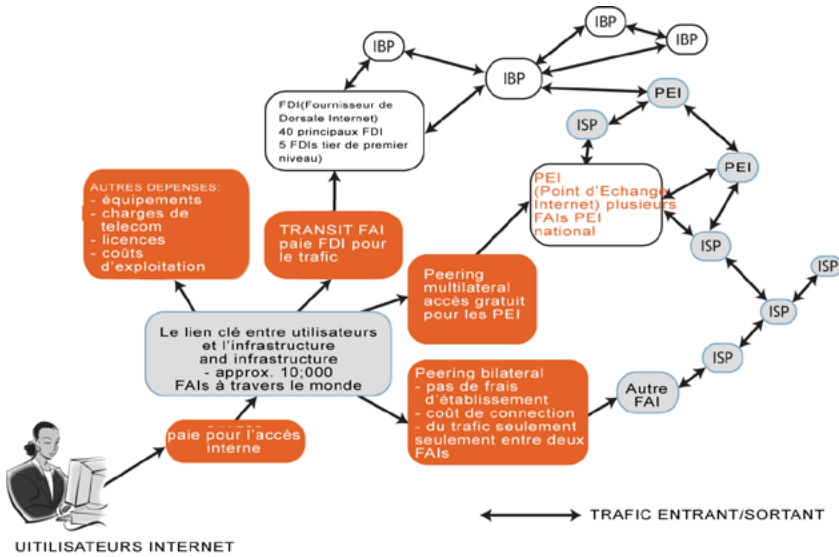 IBP
IBP
IBP
IBP
FDI(Fournisseur de
Dorsale Internet)
40 principaux FDI
5 FDIs tier de premier
niveau)
PEI
ISP
PEI
PEI
(Point d'Echange
Internet) plusieurs
FAIs PEI
national
ISP
AUTRES DEPENSES:
- équipements
- charges de
telecom
- licences
- coûts
d'exploitation
TRANSIT FAI
paie FDI pour
le trafic
Peering
multilateral
accès gratuit
pour les PEI
ISP
ISP
ISP
Le lien clé entre utilisateurs
et l'infrastructure
and infrastructure
- approx. 10;000
FAIs à travers le monde
Peering bilateral
- pas de frais
d'établissement
- coût de connection
- du trafic seulement
seulement entre deux
FAIs
Autre
FAI
paie pour l'accès
interne
UITILISATEURS INTERNET
TRAFIC ENTRANT/SORTANT